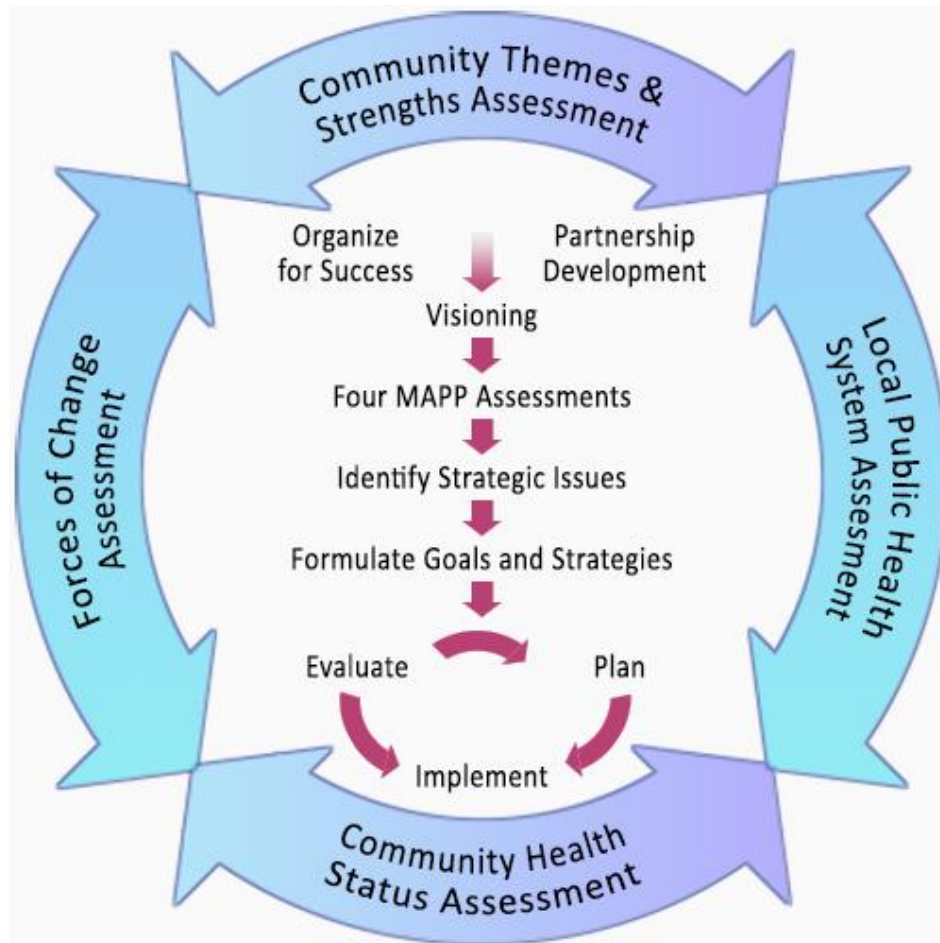 Community Themes &
Strengths Assessment
Organize
for Success
Partnership
Development
Visioning
Four MAPP Assessments
Identify Strategic Issues
Formulate Goals and Strategies
Evaluate
Plan
Implement
Forces of Change
Assessment
Local Public Health
System Assessment
Community Health
Status Assessment